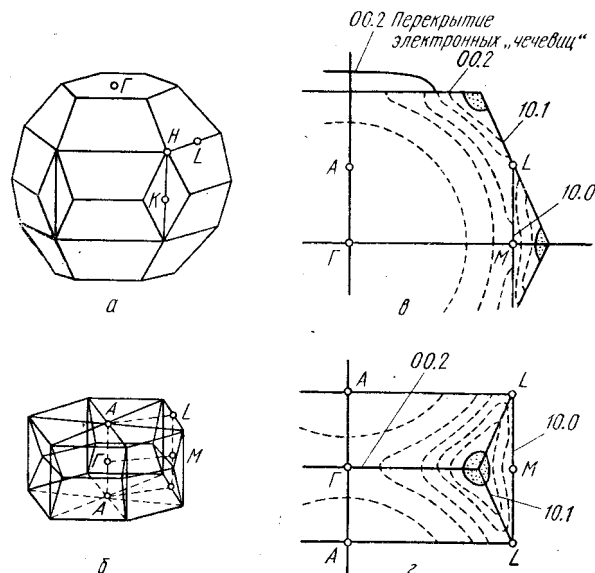 00.2 Перекрытие
электронных „чечевиц“
00.2
Г
10.1
H
L
L
K
A
10.0
Г
M
а
в
00.2
A
L
A
L
10.0
Г
M
Г
M
A
10.1
A
L
б
г